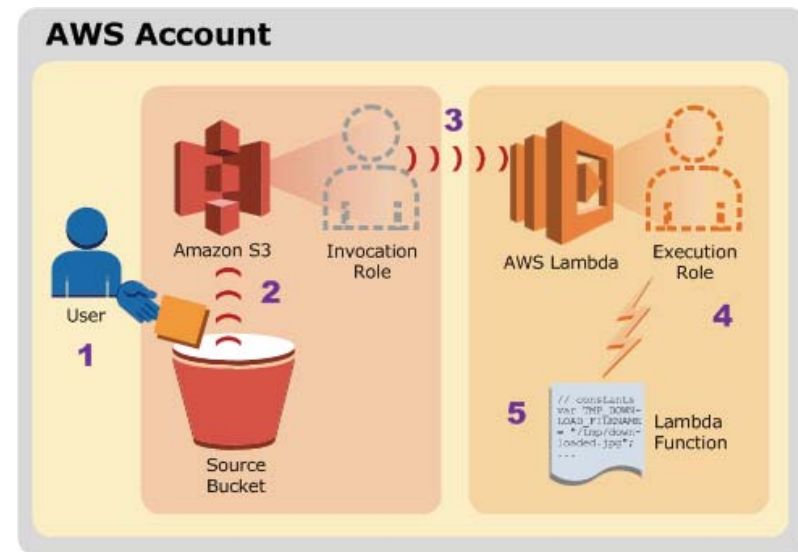 AWS Account
3
Amazon S3
Invocation
Role
AWS Lambda
Execution
Role
2
User
1
4
5
// constants
var TMP_DOWN-
LOAD_FILENAME
= "/tmp/down-
loaded.jpg";
...
Lambda
Function
Source
Bucket